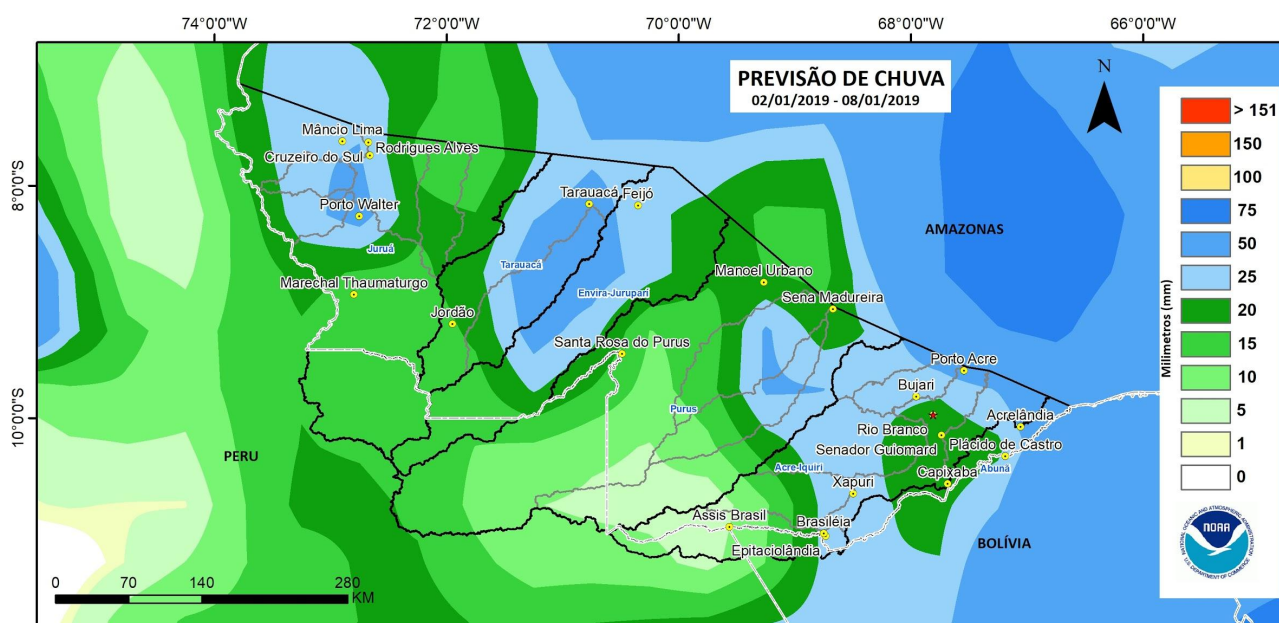 74°0'0"W
72°0'0"W
70°0'0"W
68°0'0"W
66°0'0"W
8°0'0"S
10°0'0"S
PREVISÃO DE CHUVA
02/01/2019 - 08/01/2019
N
> 151
150
100
75
50
25
20
15
10
5
1
0
Milímetros (mm)
Mâncio Lima
Rodrigues Alves
Cruzeiro do Sul
Porto Walter
Juruá
Marechal Thaumaturgo
Jordão
Tarauacá
Feijó
Tarauacá
Envira-Jurupari
Manoel Urbano
Sena Madureira
Santa Rosa do Purus
Purus
AMAZONAS
Porto Acre
Bujari
Rio Branco
Acrelândia
Senador Guiomard
Plácido de Castro
Acre-Iquiri
Abunã
Capixaba
Xapuri
Assis Brasil
Brasiléia
Epitaciolândia
PERU
BOLÍVIA
0
70
140
280
KM
NOAA